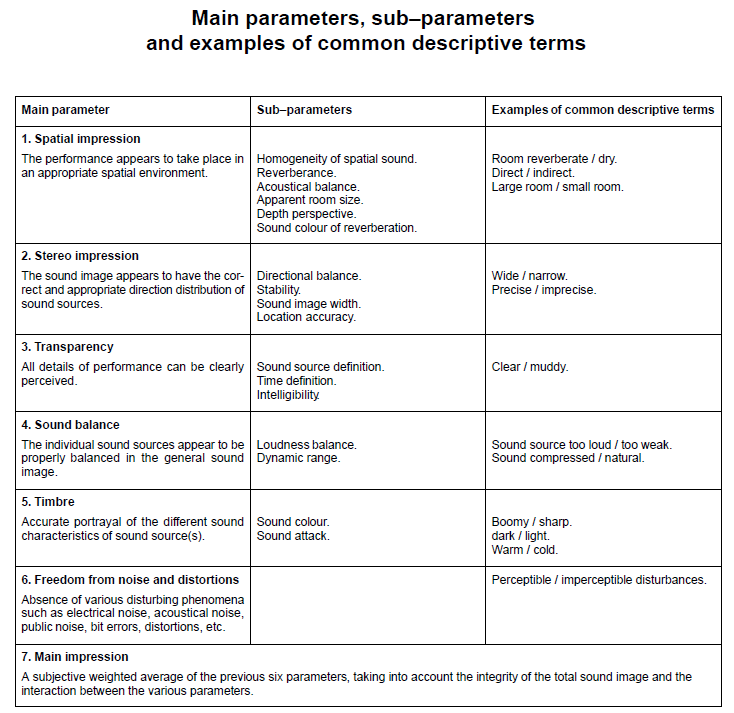 Main parameters, sub–parameters
and examples of common descriptive terms
Main parameter
Sub–parameters
Examples of common descriptive terms
1. Spatial impression
The performance appears to take place in
an appropriate spatial environment.
Homogeneity of spatial sound.
Reverberance.
Acoustical balance.
Apparent room size.
Depth perspective.
Sound colour of reverberation.
Room reverberate / dry.
Direct / indirect.
Large room / small room.
2. Stereo impression
The sound image appears to have the cor-
rect and appropriate direction distribution of
sound sources.
Directional balance.
Stability.
Sound image width.
Location accuracy.
Wide / narrow.
Precise / imprecise.
3. Transparency
All details of performance can be clearly
perceived.
Sound source definition.
Time definition.
Intelligibility.
Clear / muddy.
4. Sound balance
The individual sound sources appear to be
properly balanced in the general sound
image.
Loudness balance.
Dynamic range.
Sound source too loud / too weak.
Sound compressed / natural.
5. Timbre
Accurate portrayal of the different sound
characteristics of sound source(s).
Sound colour.
Sound attack.
Boomy / sharp.
dark / light.
Warm / cold.
6. Freedom from noise and distortions
Absence of various disturbing phenomena
such as electrical noise, acoustical noise,
public noise, bit errors, distortions, etc.
Perceptible / imperceptible disturbances.
7. Main impression
A subjective weighted average of the previous six parameters, taking into account the integrity of the total sound image and the
interaction between the various parameters.